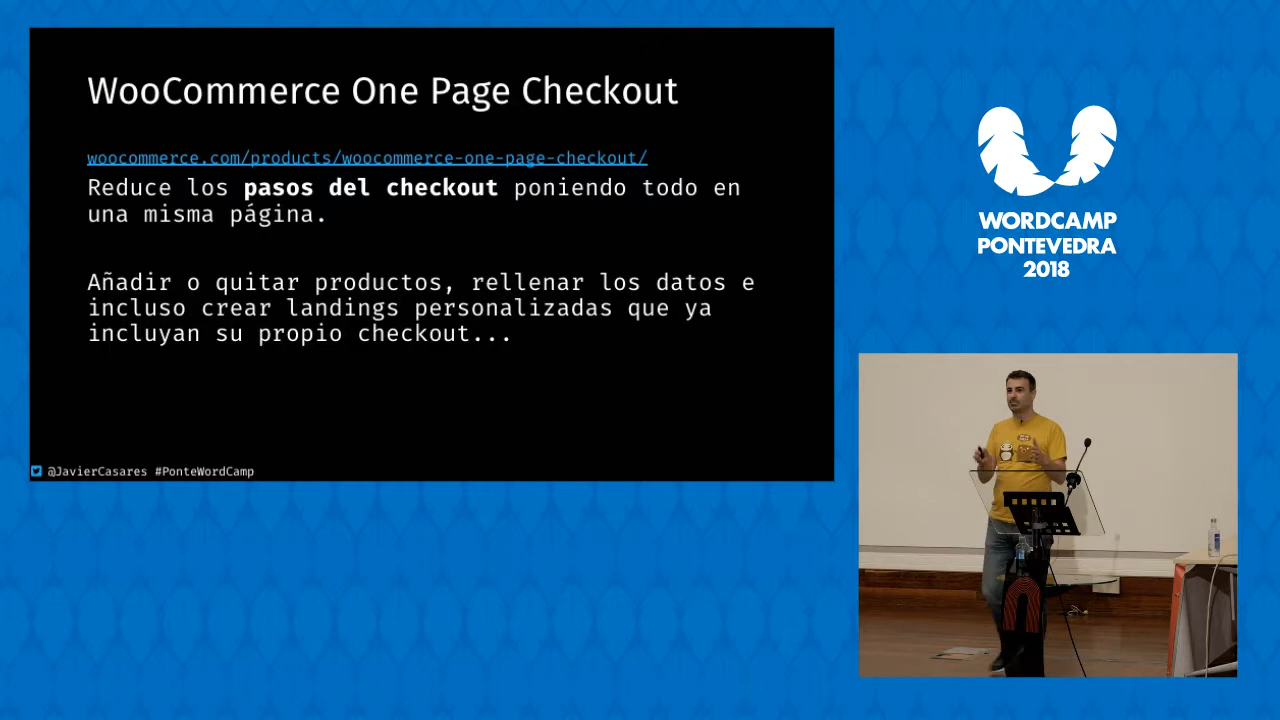 WooCommerce One Page Checkout
woocommerce.com/products/woocommerce-one-page-checkout/
Reduce los pasos del checkout poniendo todo en
una misma página.
Añadir o quitar productos, rellenar los datos e
incluso crear landings personalizadas que ya
incluyan su propio checkout...
@JavierCasares #PonteWordCamp
WORDCAMP
PONTEVEDRA
2018